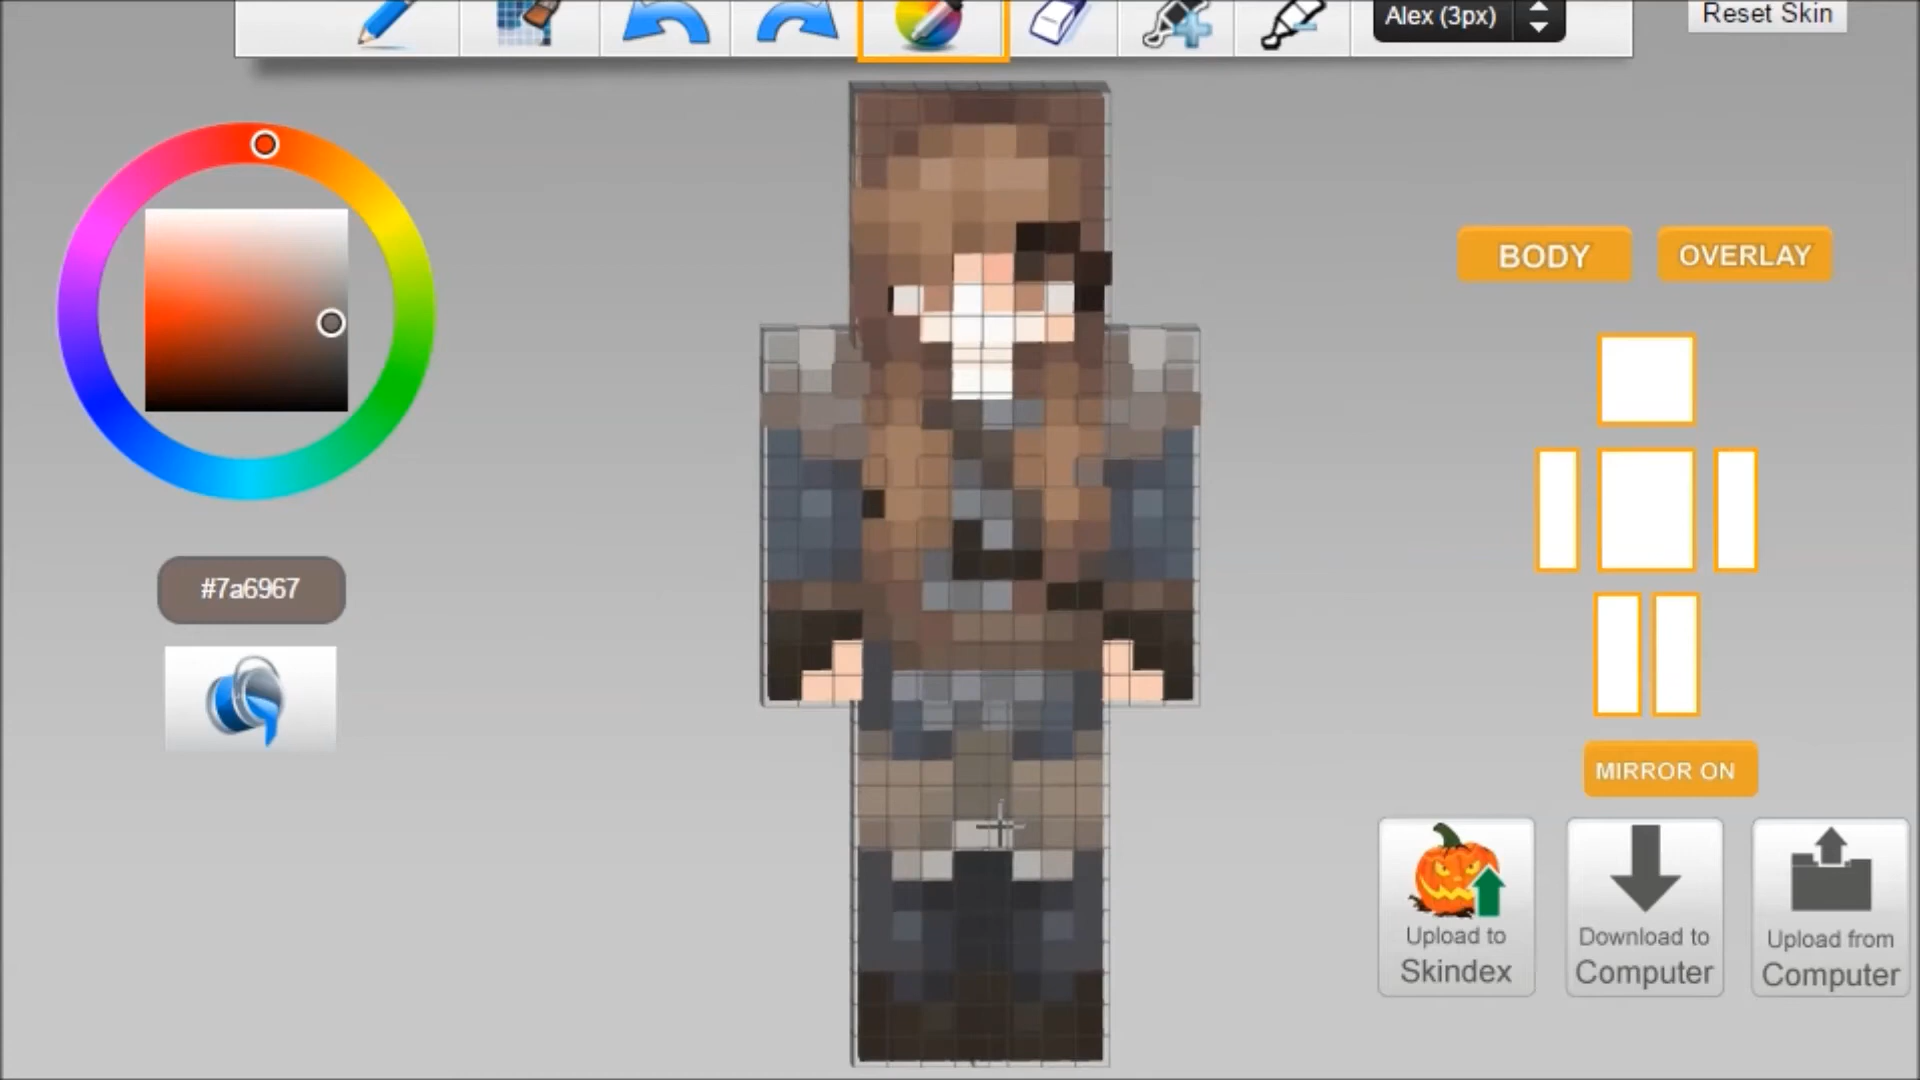 Alex (3px)
Reset Skin
BODY
OVERLAY
#7a6967
MIRROR ON
Upload to
Skindex
Download to
Computer
Upload from
Computer